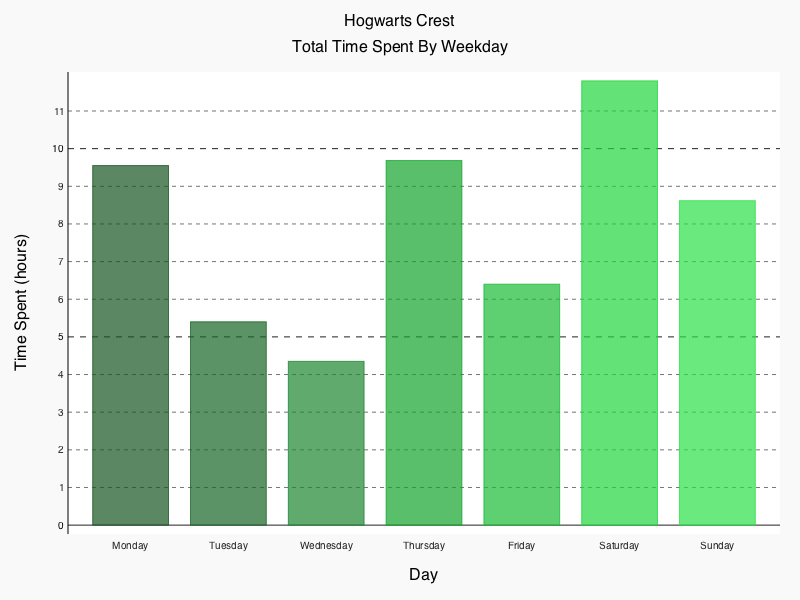 Hogwarts Crest
Total Time Spent By Weekday
Time Spent (hours)
11
10
9
8
7
6
5
4
3
2
1
0
Monday Tuesday Wednesday Thursday Friday Saturday Sunday
Day